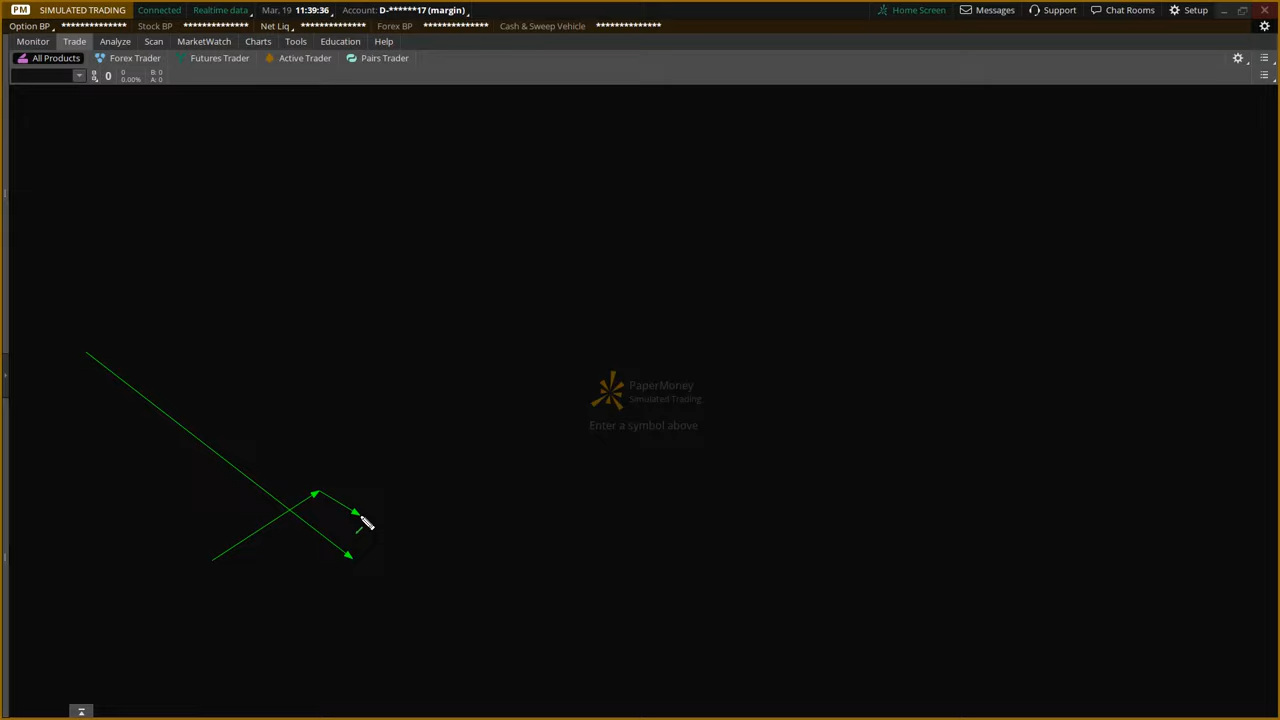 PM SIMULATED TRADING Connected Realtime data Mar, 19 11:39:36 Account: D-******17 (margin) Home Screen Messages Support Chat Rooms Setup
Option BP ************** Stock BP ************** Net Liq ************** Forex BP ************** Cash & Sweep Vehicle **************
Monitor Trade Analyze Scan MarketWatch Charts Tools Education Help
All Products Forex Trader Futures Trader Active Trader Pairs Trader
0 0 B: 0
0.00% A: 0
PaperMoney
Simulated Trading
Enter a symbol above